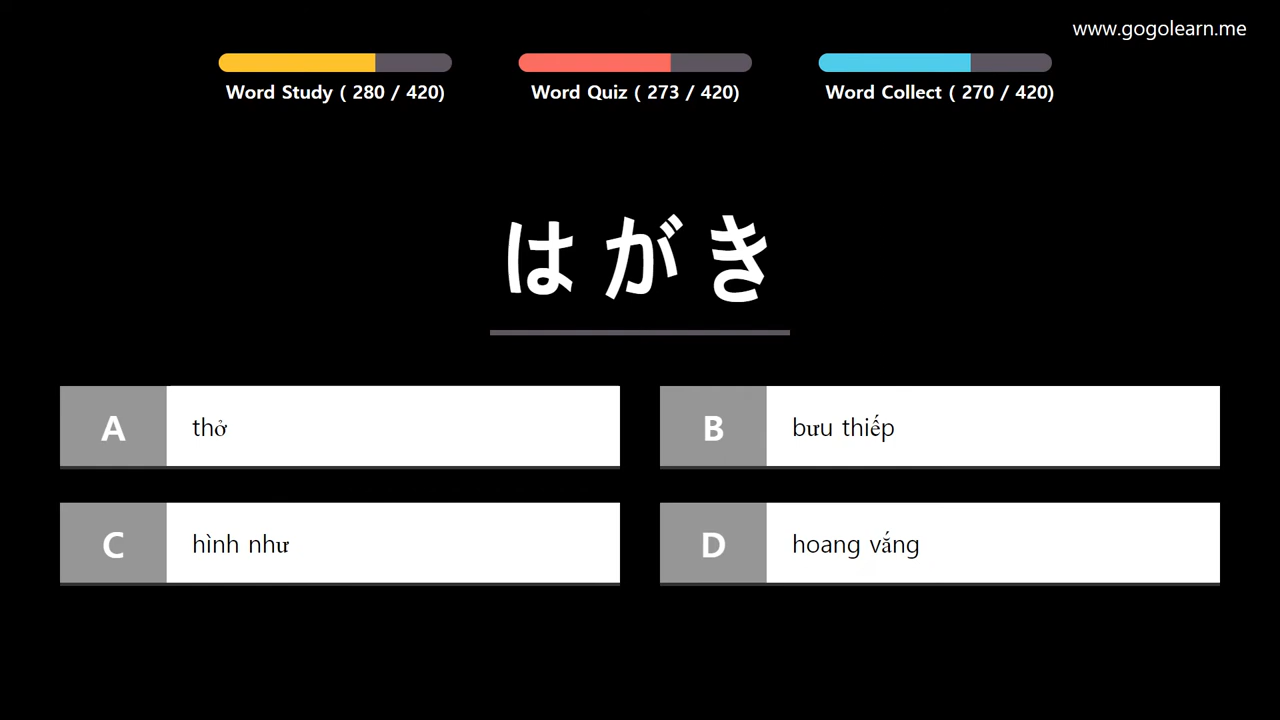 www.gogolearn.me
Word Study ( 280 / 420)
Word Quiz ( 273 / 420)
Word Collect ( 270 / 420)
はがき
A thở
B bưu thiếp
C hình như
D hoang vắng